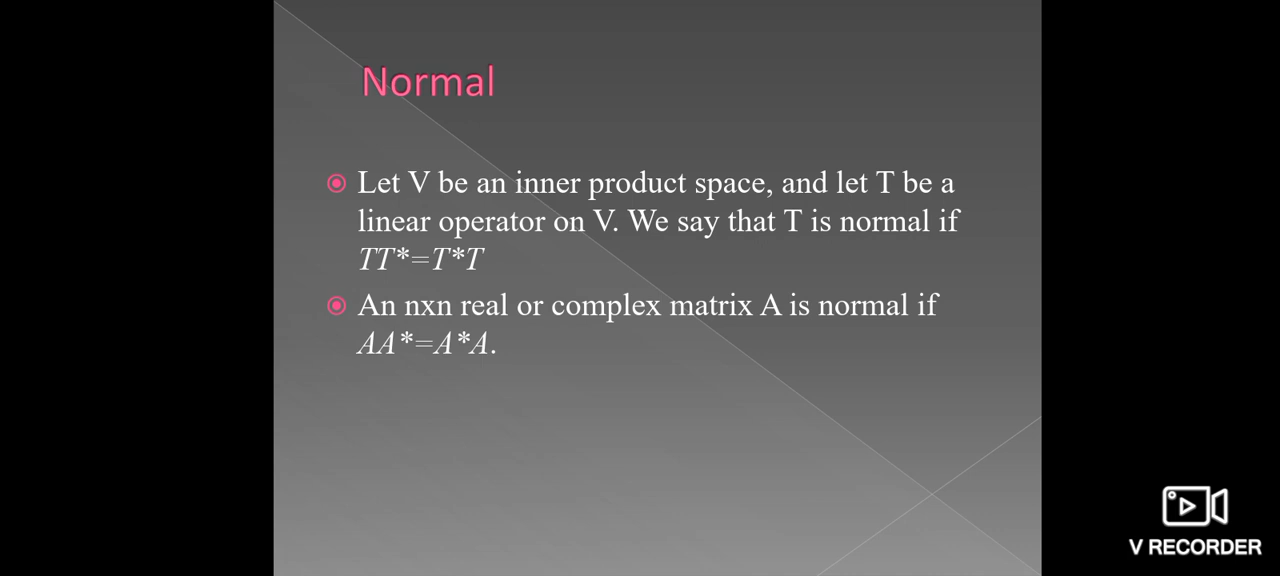 Normal
Let V be an inner product space, and let T be a
linear operator on V. We say that T is normal if
TT*=T*T
An nxn real or complex matrix A is normal if
AA*=A*A.
V RECORDER